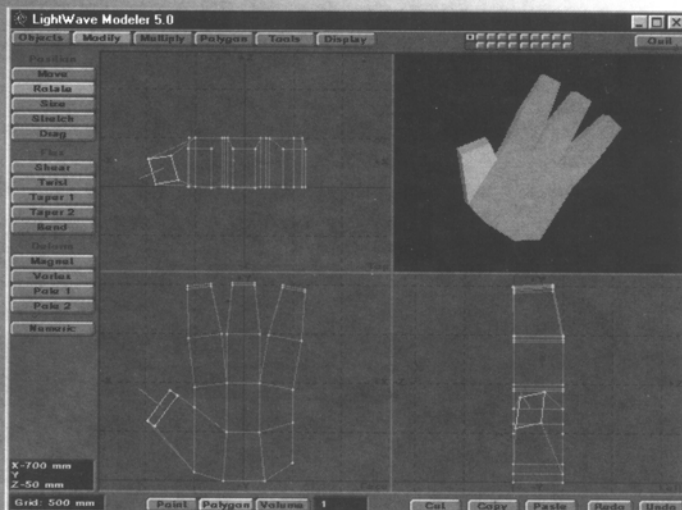 LightWave Modeler 5.0
Objects Modify Multiply Polygon Tools Display
Quit
Position
Move
Rotate
Size
Stretch
Drag
Flex
Shear
Twist
Taper 1
Taper 2
Bend
Deform
Magnet
Vortex
Pole 1
Pole 2
Numeric
X-700 mm
Y
Z-50 mm
Grid: 500 mm
Point Polygon Volume 1
Cut Copy Paste Redo Undo